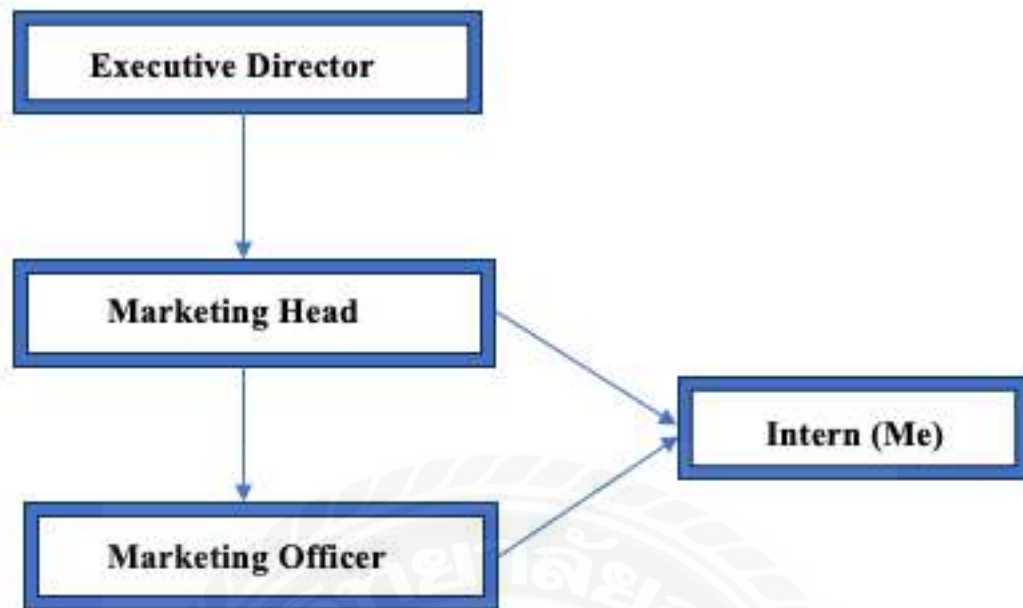 Executive Director
Marketing Head
Intern (Me)
Marketing Officer